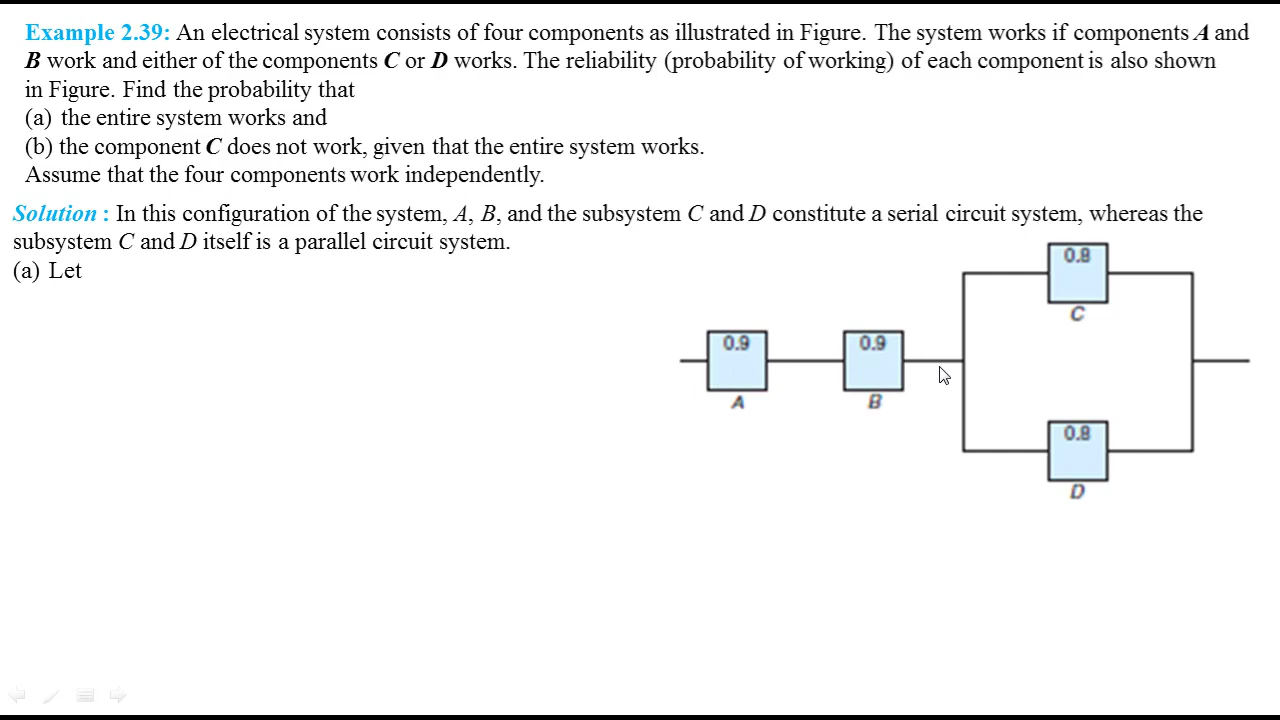 Example 2.39: An electrical system consists of four components as illustrated in Figure. The system works if components A and
B work and either of the components C or D works. The reliability (probability of working) of each component is also shown
in Figure. Find the probability that
(a) the entire system works and
(b) the component C does not work, given that the entire system works.
Assume that the four components work independently.
Solution : In this configuration of the system, A, B, and the subsystem C and D constitute a serial circuit system, whereas the
subsystem C and D itself is a parallel circuit system.
(a) Let
0.8
C
0.9
A
0.9
B
0.8
D